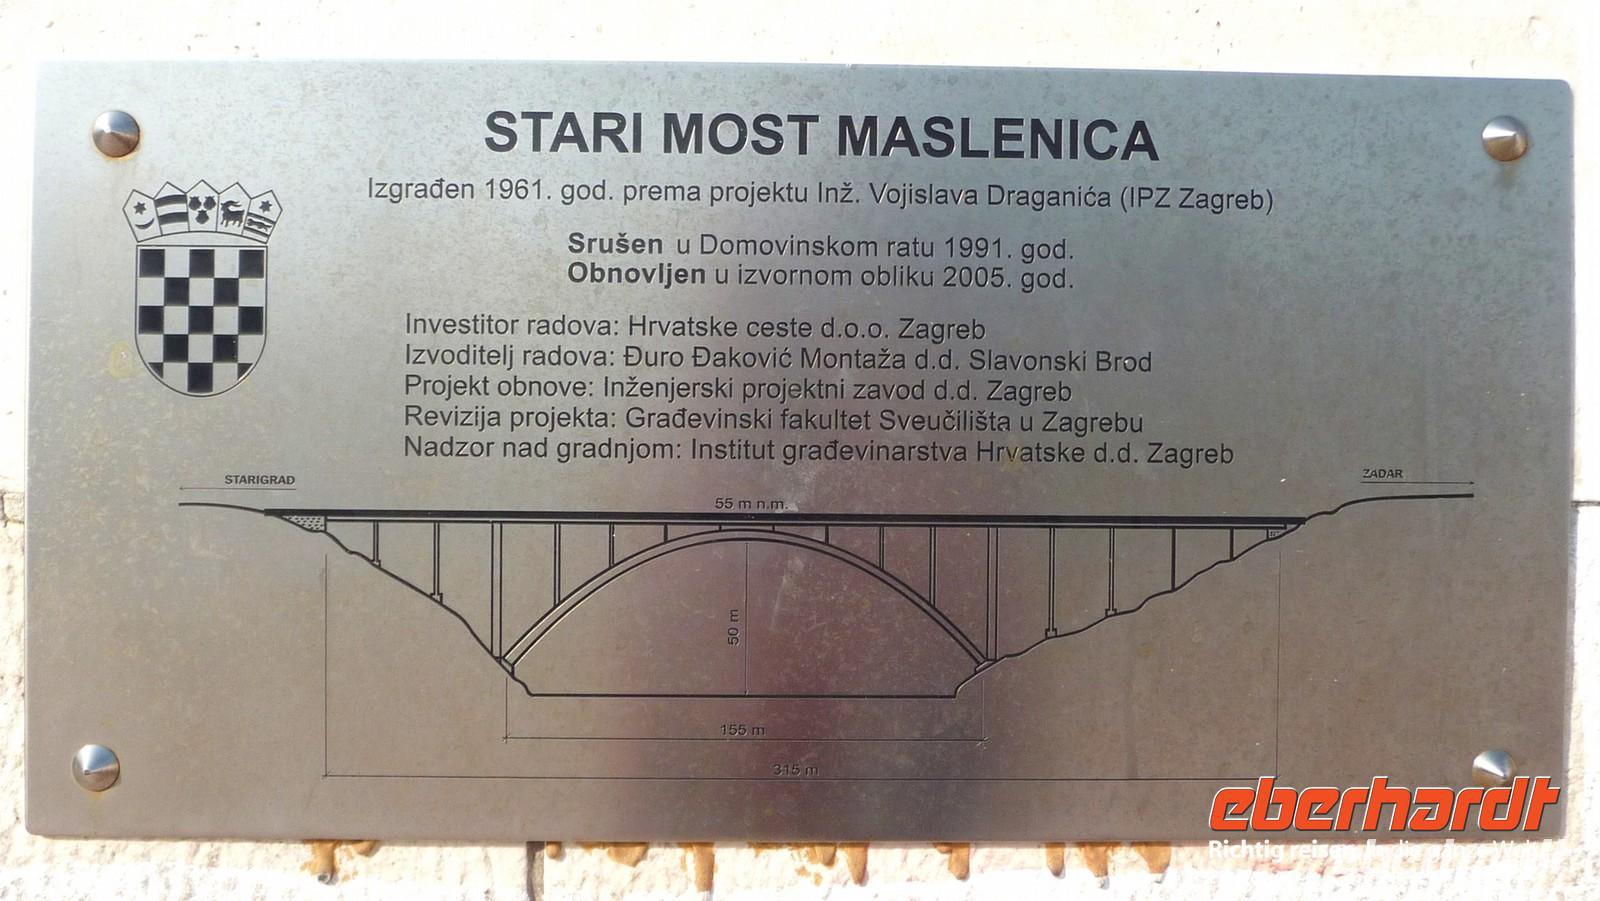 STARI MOST MASLENICA
Izgrađen 1961. god. prema projektu Inž. Vojislava Draganića (IPZ Zagreb)
Srušen u Domovinskom ratu 1991. god.
Obnovljen u izvornom obliku 2005. god.
Investitor radova: Hrvatske ceste d.o.o. Zagreb
Izvoditelj radova: Đuro Đaković Montaža d.d. Slavonski Brod
Projekt obnove: Inženjerski projektni zavod d.d. Zagreb
Revizija projekta: Građevinski fakultet Sveučilišta u Zagrebu
Nadzor nad gradnjom: Institut građevinarstva Hrvatske d.d. Zagreb
STARIGRAD
ZADAR
55 m n.m.
50 m
155 m
315 m
eberhardt
Richtig reisen die ganze Welt